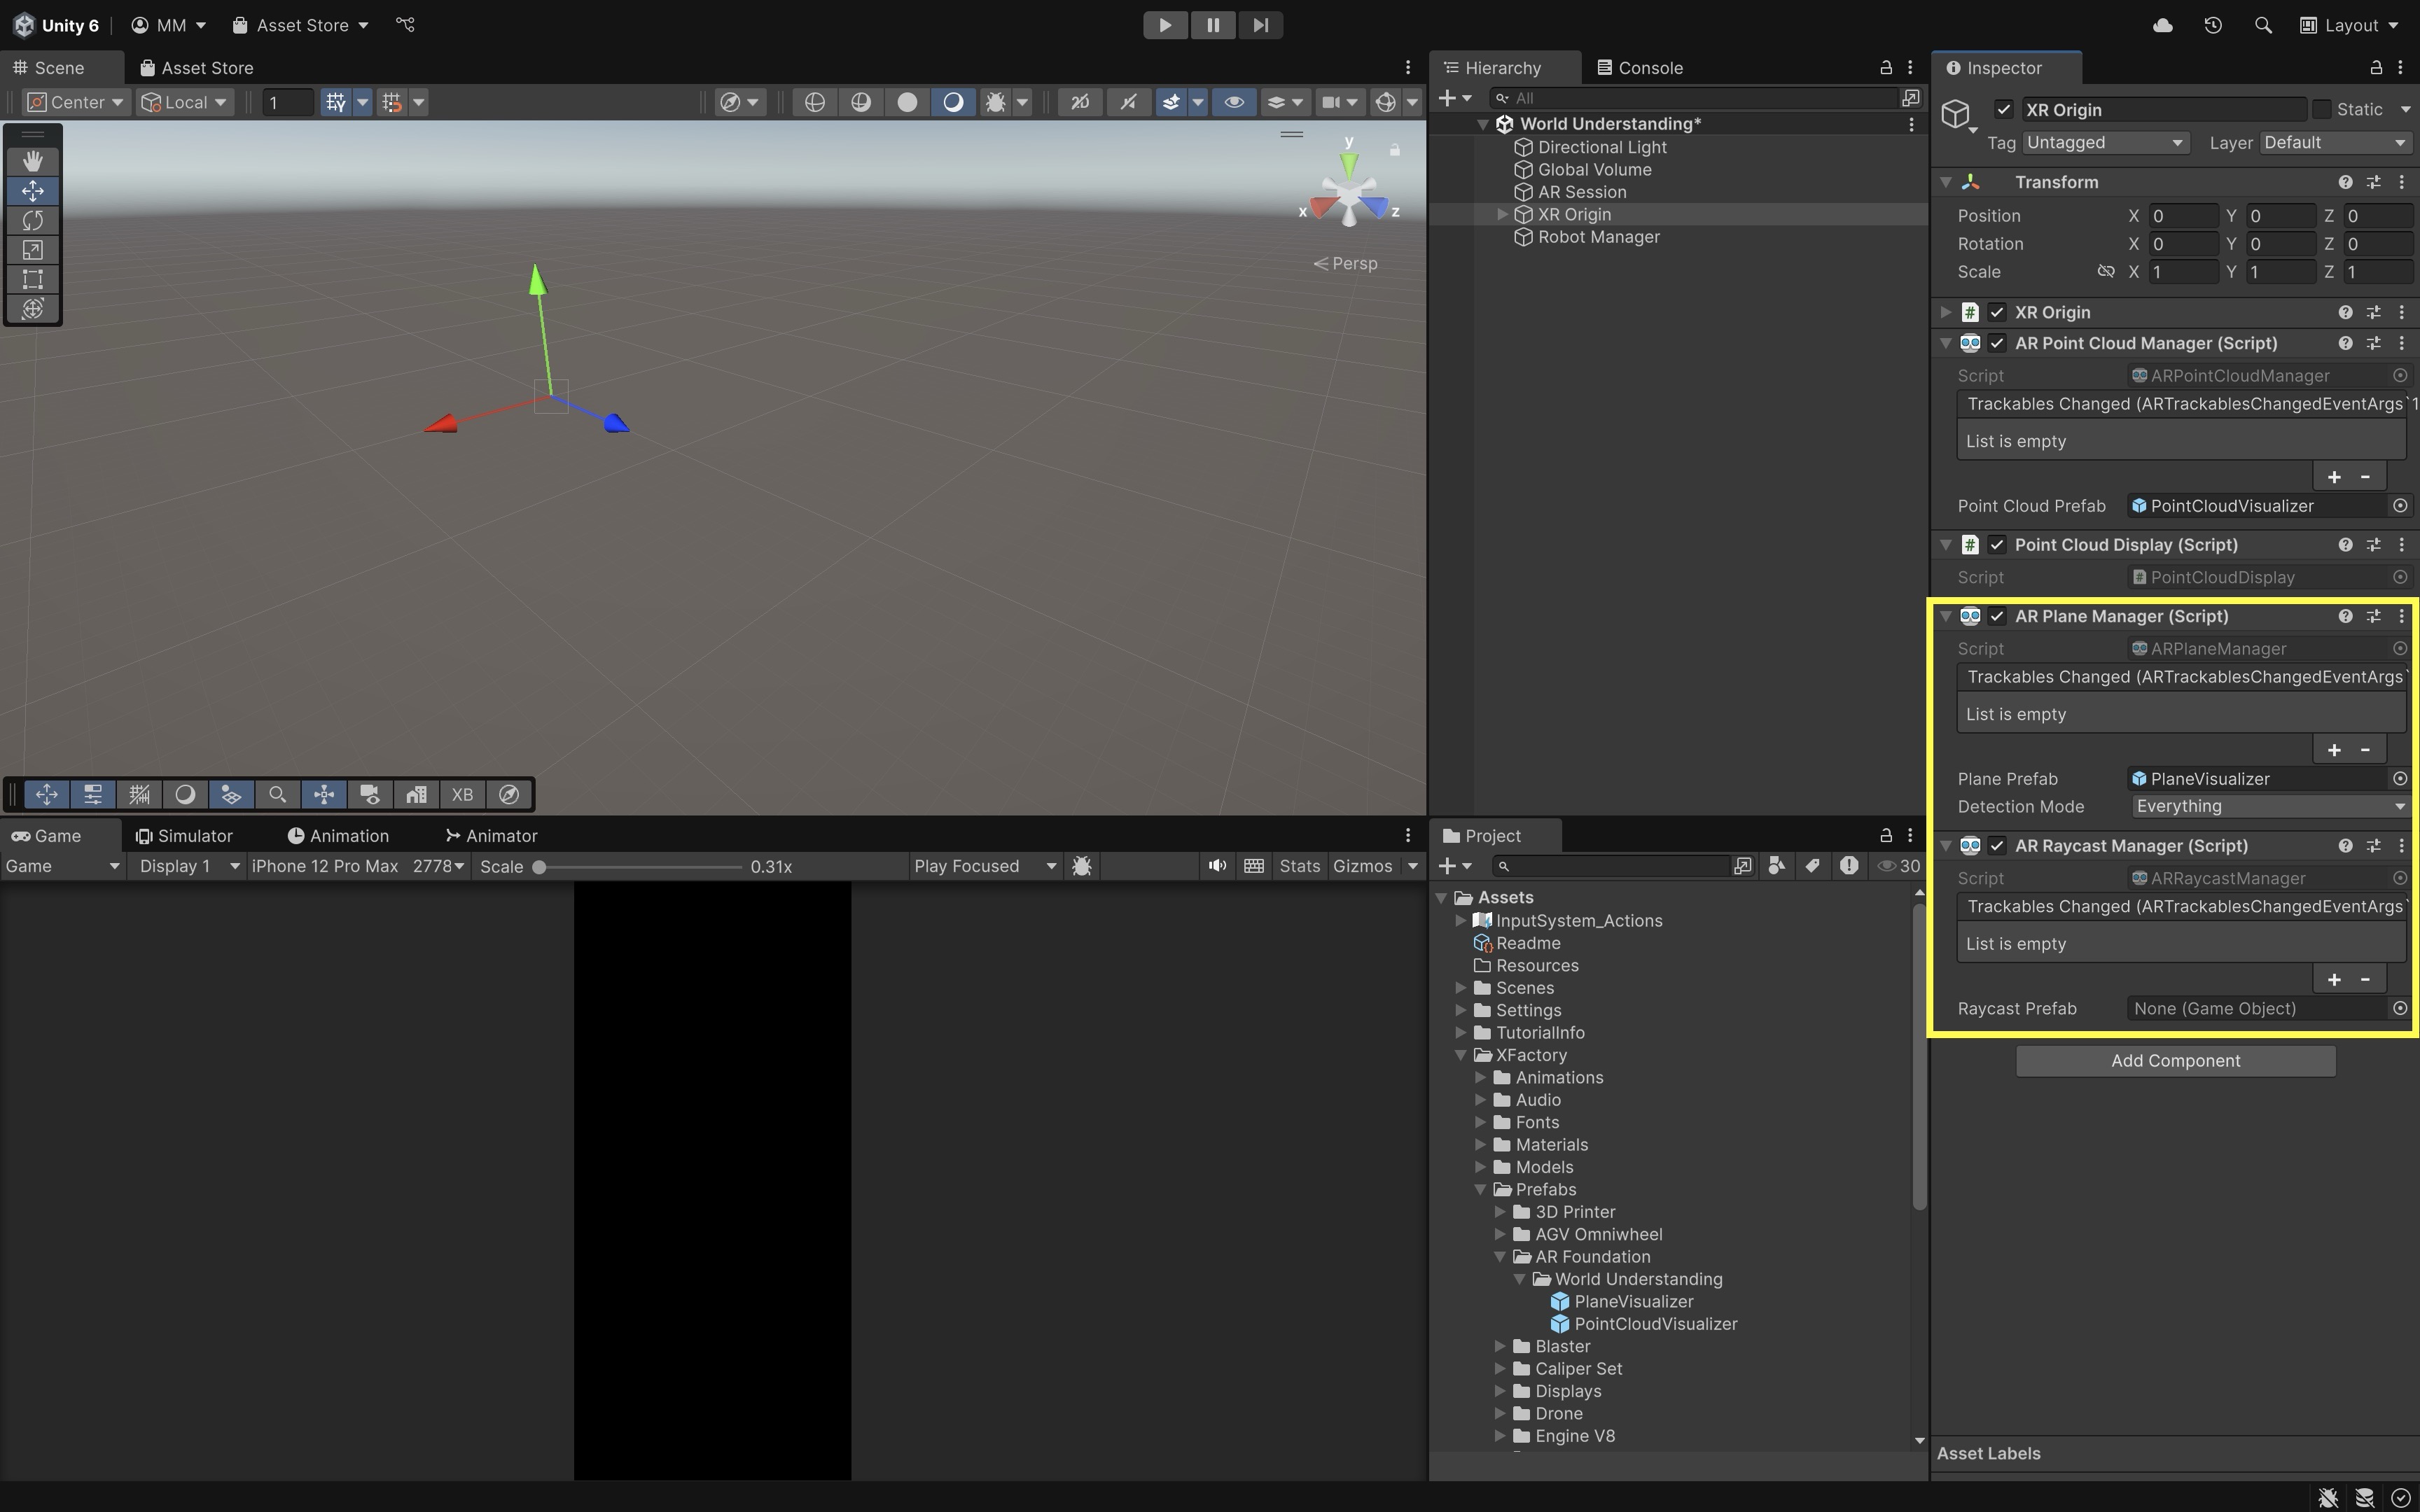 Unity 6 MM Asset Store Layout
Scene Asset Store
Center Local 1 2D
y
x z
Persp
XB
Game Simulator Animation Animator
Game Display 1 iPhone 12 Pro Max 2778 Scale 0.31x Play Focused Stats Gizmos
Hierarchy Console
All
World Understanding*
Directional Light
Global Volume
AR Session
XR Origin
Robot Manager
Project
30
Assets
InputSystem_Actions
Readme
Resources
Scenes
Settings
TutorialInfo
XFactory
Animations
Audio
Fonts
Materials
Models
Prefabs
3D Printer
AGV Omniwheel
AR Foundation
World Understanding
PlaneVisualizer
PointCloudVisualizer
Blaster
Caliper Set
Displays
Drone
Engine V8
Inspector
XR Origin Static
Tag Untagged Layer Default
Transform
Position X 0 Y 0 Z 0
Rotation X 0 Y 0 Z 0
Scale X 1 Y 1 Z 1
# XR Origin
AR Point Cloud Manager (Script)
Script ARPointCloudManager
Trackables Changed (ARTrackablesChangedEventArgs`1
List is empty
+ -
Point Cloud Prefab PointCloudVisualizer
# Point Cloud Display (Script)
Script # PointCloudDisplay
AR Plane Manager (Script)
Script ARPlaneManager
Trackables Changed (ARTrackablesChangedEventArgs`
List is empty
+ -
Plane Prefab PlaneVisualizer
Detection Mode Everything
AR Raycast Manager (Script)
Script ARRaycastManager
Trackables Changed (ARTrackablesChangedEventArgs`
List is empty
+ -
Raycast Prefab None (Game Object)
Add Component
Asset Labels